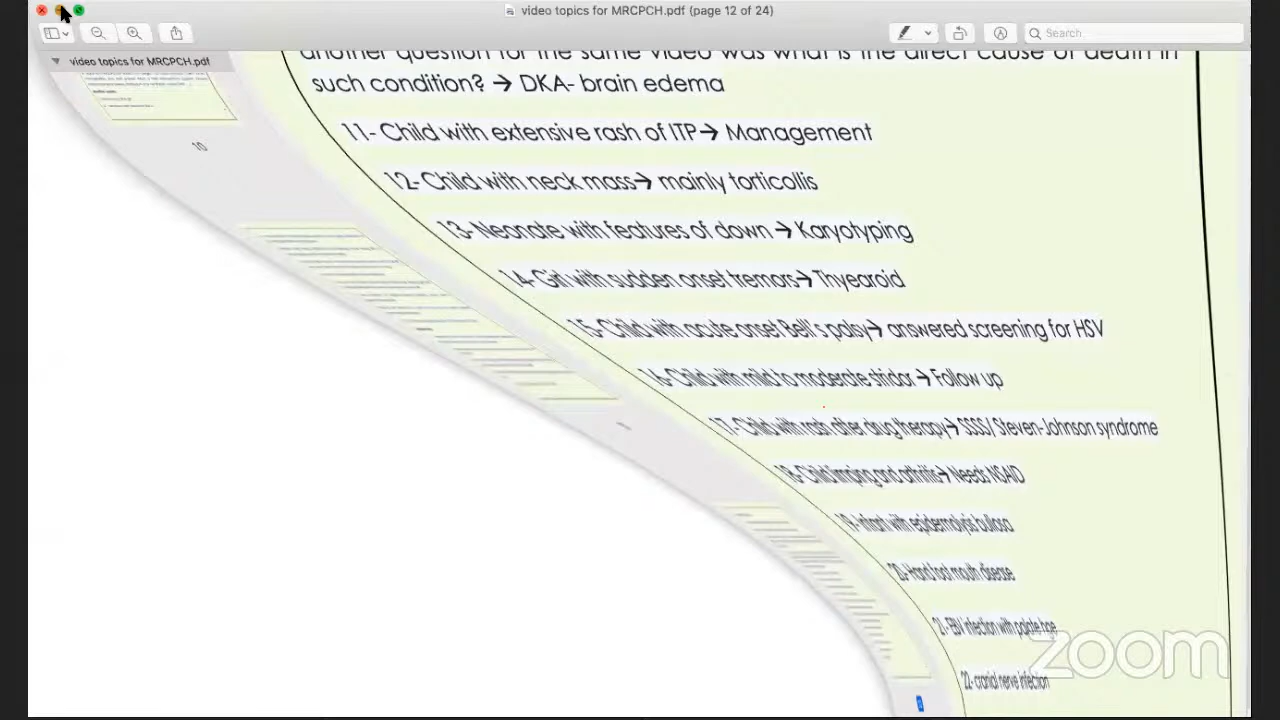 video topics for MRCPCH.pdf (page 12 of 24)
Search
video topics for MRCPCH.pdf
another question for the same video was what is the direct cause of death in
such condition? → DKA- brain edema
10
11- Child with extensive rash of ITP→ Management
12- Child with neck mass→ mainly torticollis
13- Neonate with features of down → Karyotyping
14- Girl with sudden onset tremors→ Thyearoid
15- Child with acute onset Bell's palsy→ answered screening for HSV
16- Child with mild to moderate stridor → Follow up
17- Child with rash after drug therapy→ SSSS/ Steven-Johnson syndrome
18- Child limping and arthritis→ Needs NSAID
19- Infant with epidermolysis bullosa
20- Hand foot mouth disease
21- EBV infection with
22- cranial nerve infection
zoom